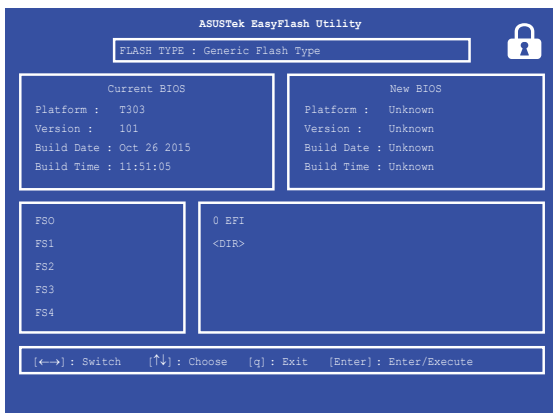 ASUSTek EasyFlash Utility
FLASH TYPE : Generic Flash Type
Current BIOS
Platform : T303
Version : 101
Build Date : Oct 26 2015
Build Time : 11:51:05
New BIOS
Platform : Unknown
Version : Unknown
Build Date : Unknown
Build Time : Unknown
FSO
FS1
FS2
FS3
FS4
0 EFI
<DIR>
[←→] : Switch [↑↓] : Choose [q] : Exit [Enter] : Enter/Execute